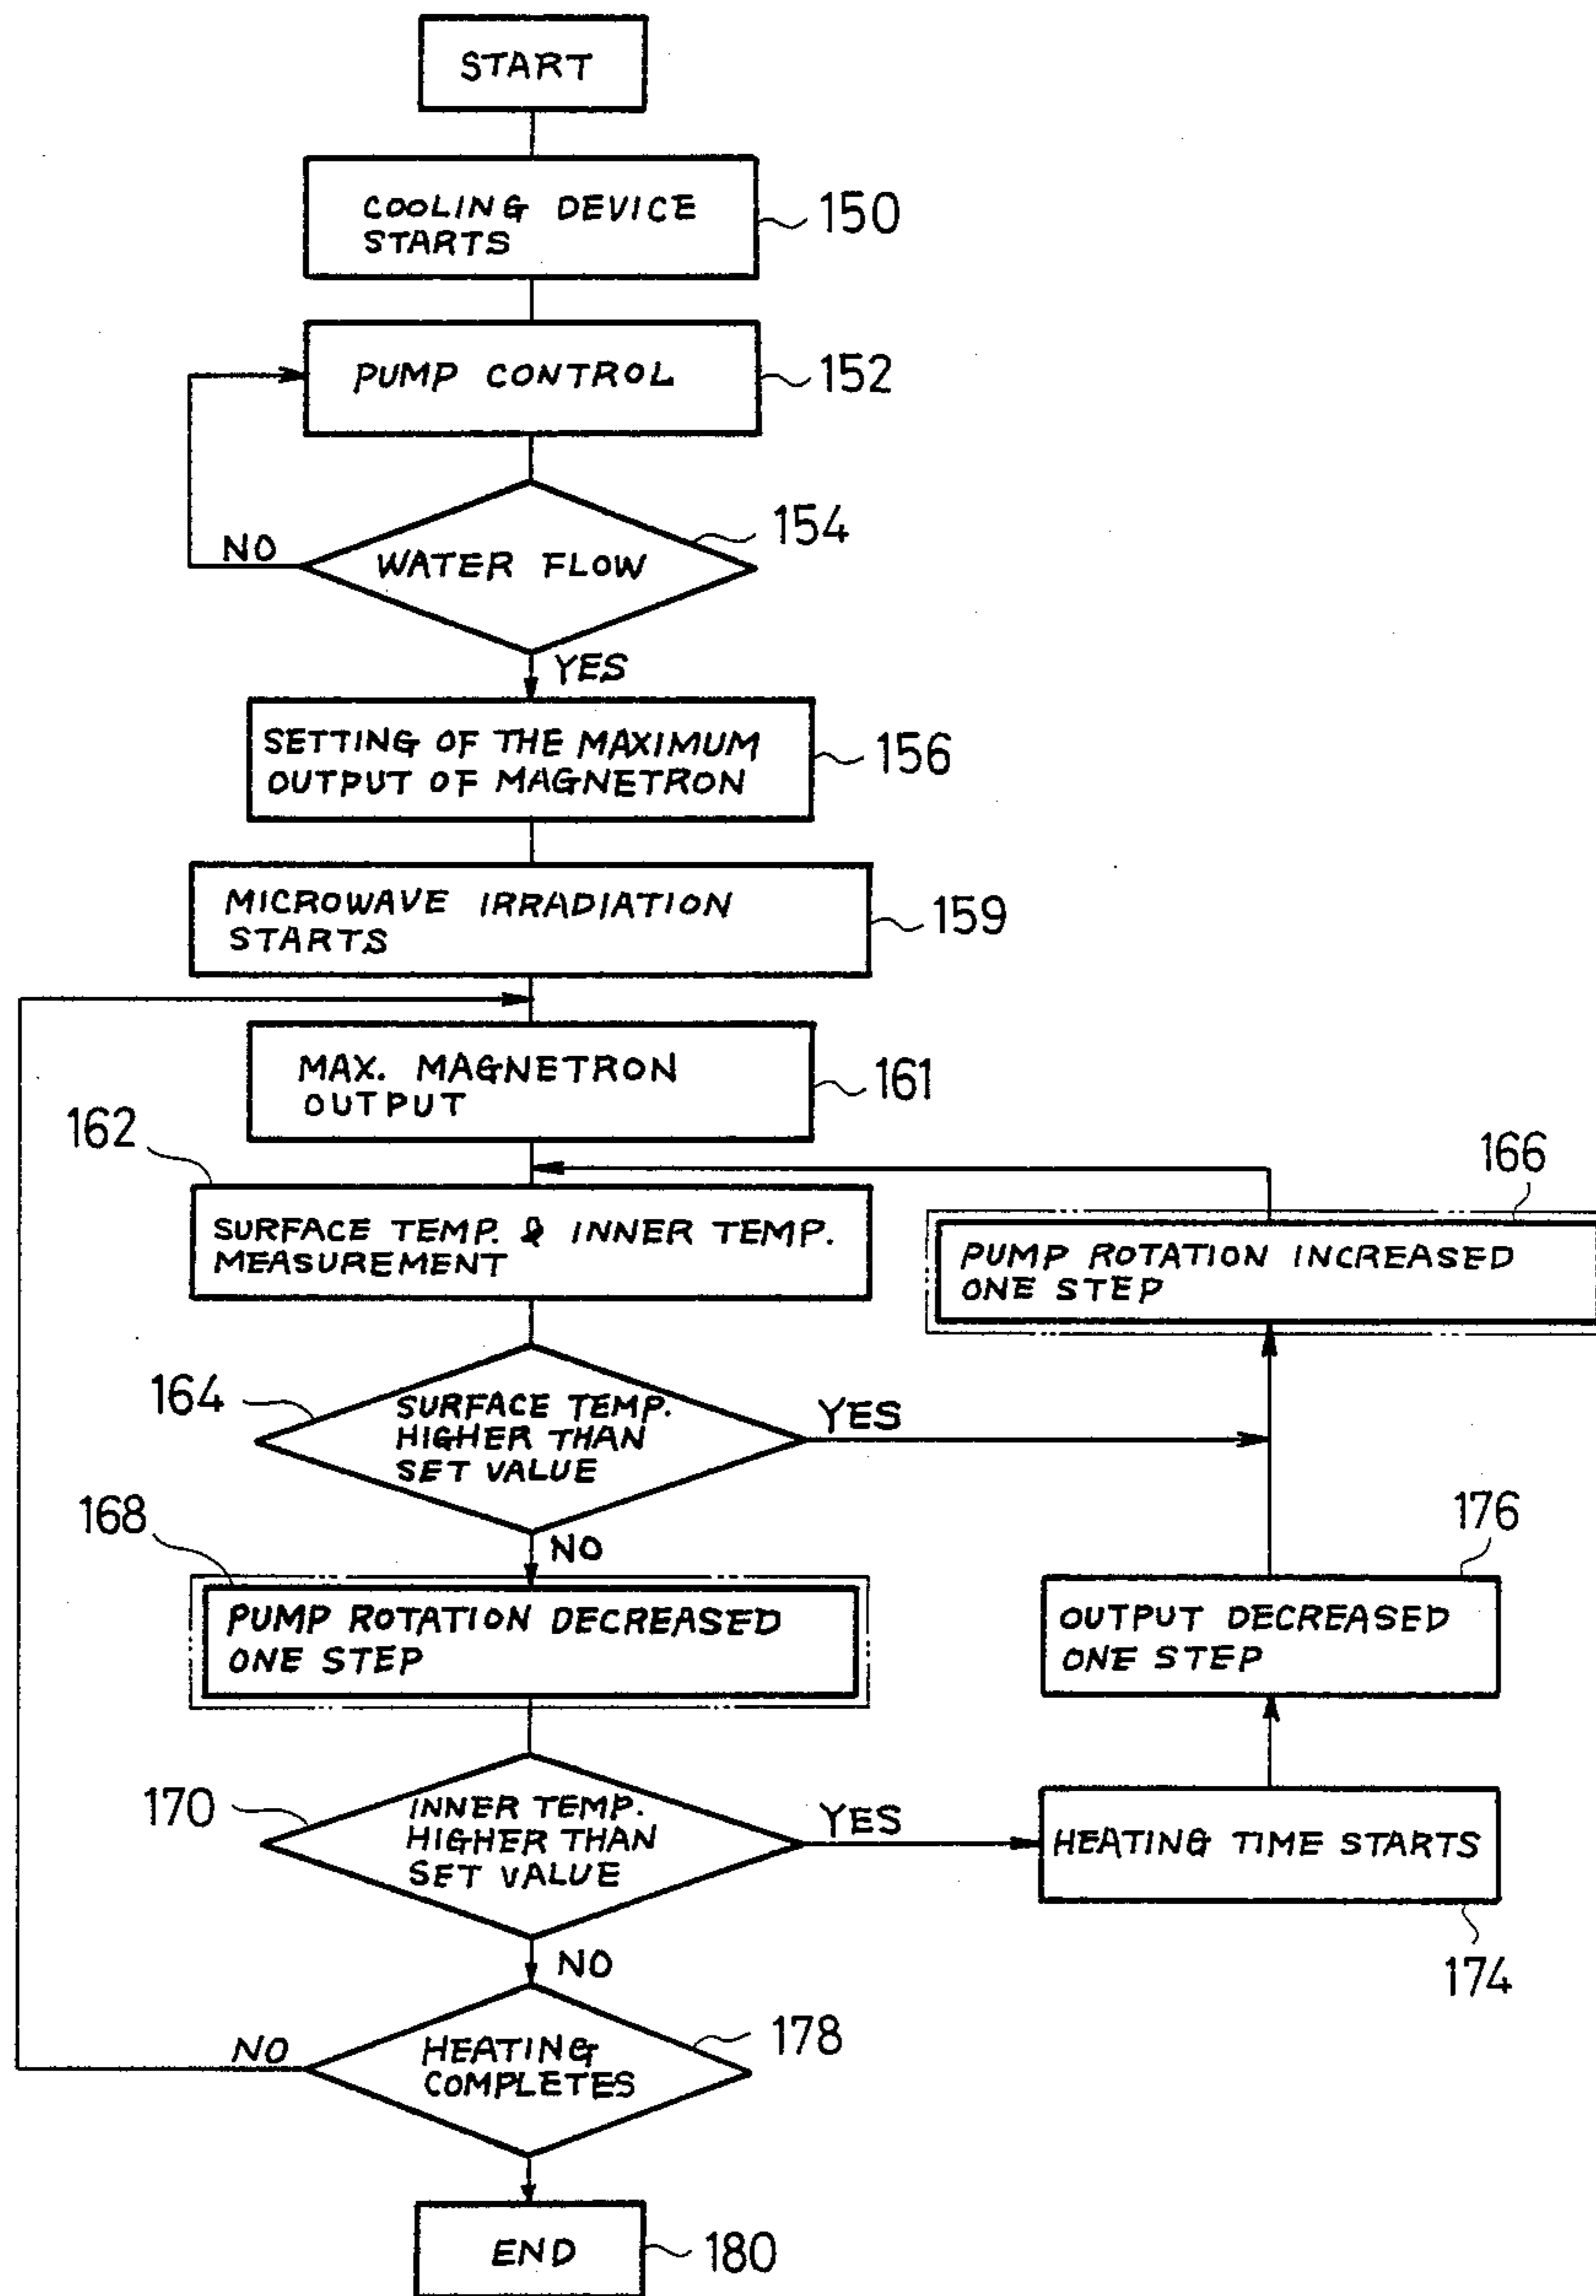 START
COOLING DEVICE
STARTS
150
PUMP CONTROL
152
NO
WATER FLOW
154
YES
SETTING OF THE MAXIMUM
OUTPUT OF MAGNETRON
156
MICROWAVE IRRADIATION
STARTS
159
MAX. MAGNETRON
OUTPUT
161
162
SURFACE TEMP. & INNER TEMP.
MEASUREMENT
166
PUMP ROTATION INCREASED
ONE STEP
164
SURFACE TEMP.
HIGHER THAN
SET VALUE
YES
NO
168
PUMP ROTATION DECREASED
ONE STEP
176
OUTPUT DECREASED
ONE STEP
170
INNER TEMP.
HIGHER THAN
SET VALUE
YES
HEATING TIME STARTS
174
NO
NO
HEATING
COMPLETES
178
END
180